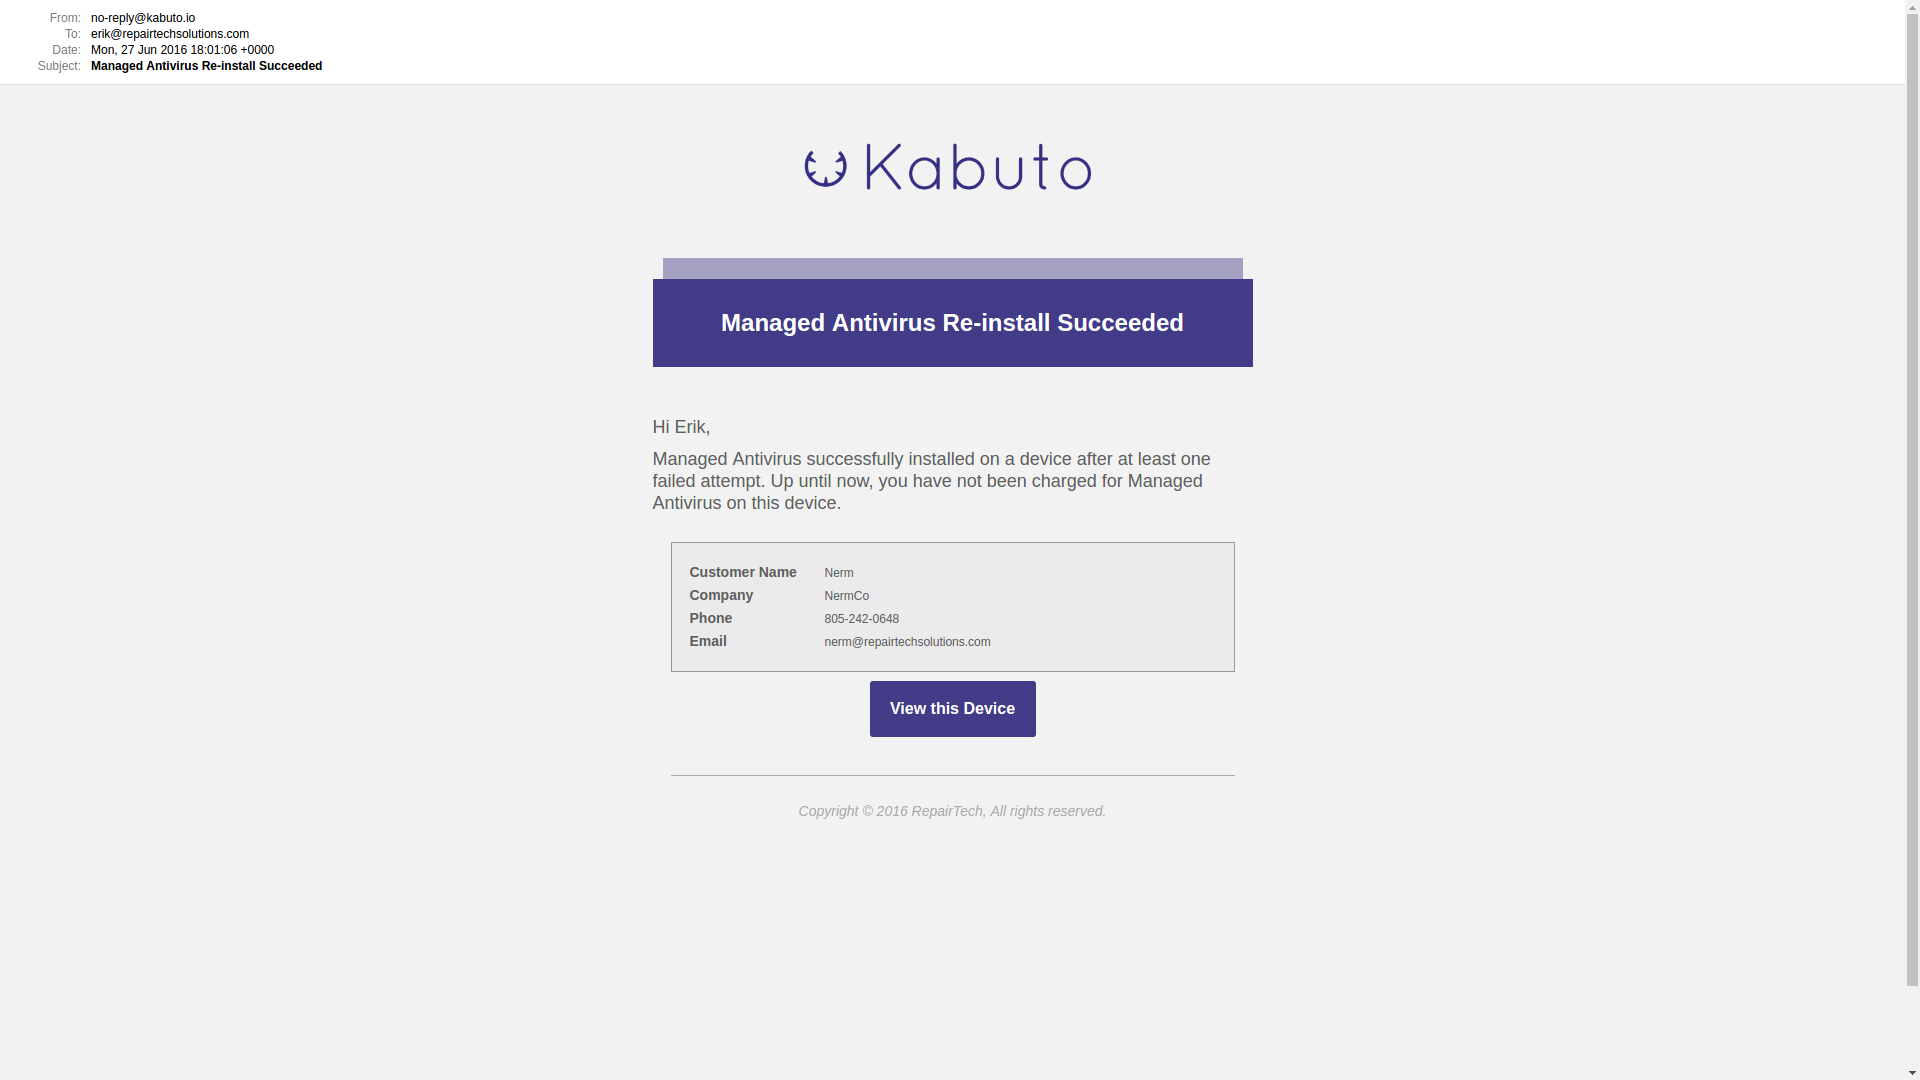 From: no-reply@kabuto.io
To: erik@repairtechsolutions.com
Date: Mon, 27 Jun 2016 18:01:06 +0000
Subject: Managed Antivirus Re-install Succeeded
Kabuto
Managed Antivirus Re-install Succeeded
Hi Erik,
Managed Antivirus successfully installed on a device after at least one
failed attempt. Up until now, you have not been charged for Managed
Antivirus on this device.
Customer Name Nerm
Company NermCo
Phone 805-242-0648
Email nerm@repairtechsolutions.com
View this Device
Copyright © 2016 RepairTech, All rights reserved.